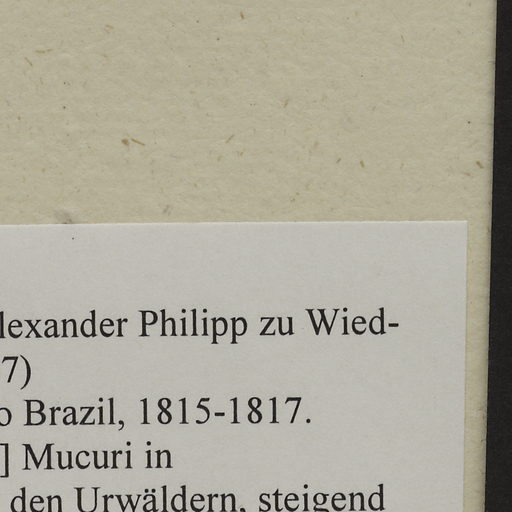 lexander Philipp zu Wied-
7)
o Brazil, 1815-1817.
] Mucuri in
den Urwäldern, steigend